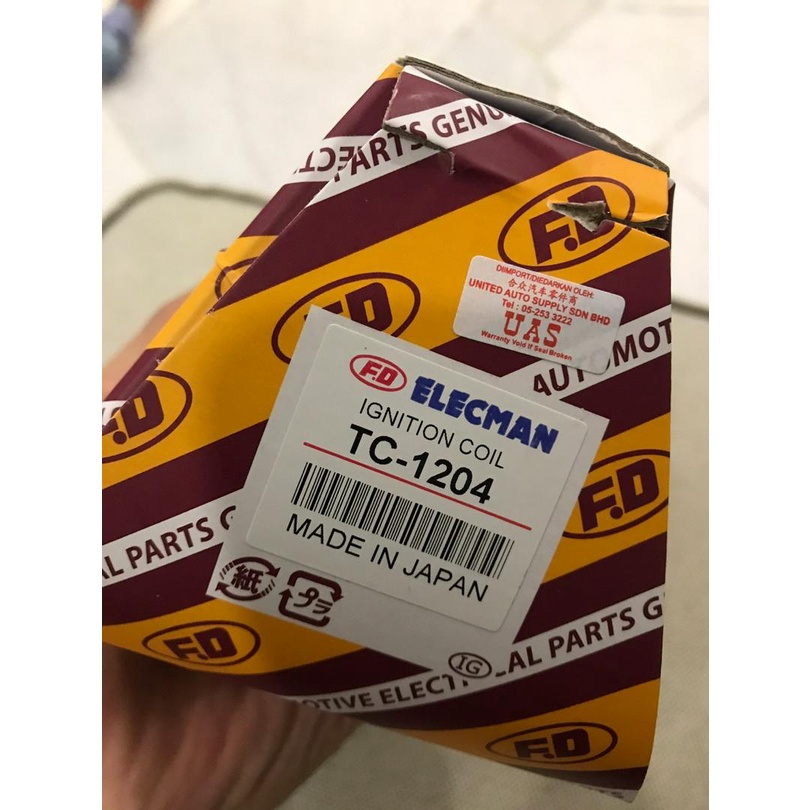 PARTS GENU
F.D
DIIMPORT/DIEDARKAN OLEH:
合众汽车零件商
UNITED AUTO SUPPLY SDN BHD
Tel : 05-253 3222
UAS
Warranty Void If Seal Broken
F.D
AUTOMOT
F.D ELECMAN
IGNITION COIL
TC-1204
MADE IN JAPAN
F.D
F.D
AL PARTS G
紙
プラ
F.D
IG
AL PARTS G
OTIVE ELECT
F.D